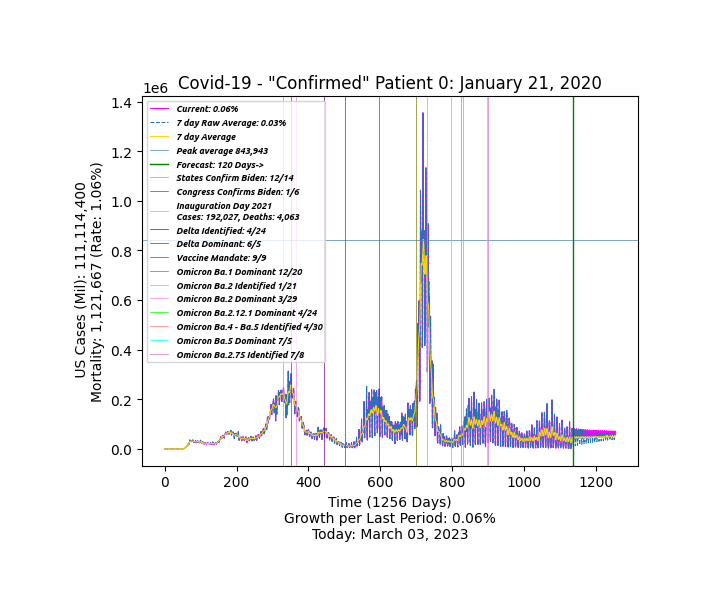 Covid-19 - "Confirmed" Patient 0: January 21, 2020
1e6
1.4
1.2
1.0
0.8
0.6
0.4
0.2
0.0
US Cases (Mil): 111,114,400
Mortality: 1,121,667 (Rate: 1.06%)
Current: 0.06%
7 day Raw Average: 0.03%
7 day Average
Peak average 843,943
Forecast: 120 Days->
States Confirm Biden: 12/14
Congress Confirms Biden: 1/6
Inauguration Day 2021
Cases: 192,027, Deaths: 4,063
Delta Identified: 4/24
Delta Dominant: 6/5
Vaccine Mandate: 9/9
Omicron Ba.1 Dominant 12/20
Omicron Ba.2 Identified 1/21
Omicron Ba.2 Dominant 3/29
Omicron Ba.2.12.1 Dominant 4/24
Omicron Ba.4 - Ba.5 Identified 4/30
Omicron Ba.5 Dominant 7/5
Omicron Ba.2.75 Identified 7/8
0 200 400 600 800 1000 1200
Time (1256 Days)
Growth per Last Period: 0.06%
Today: March 03, 2023